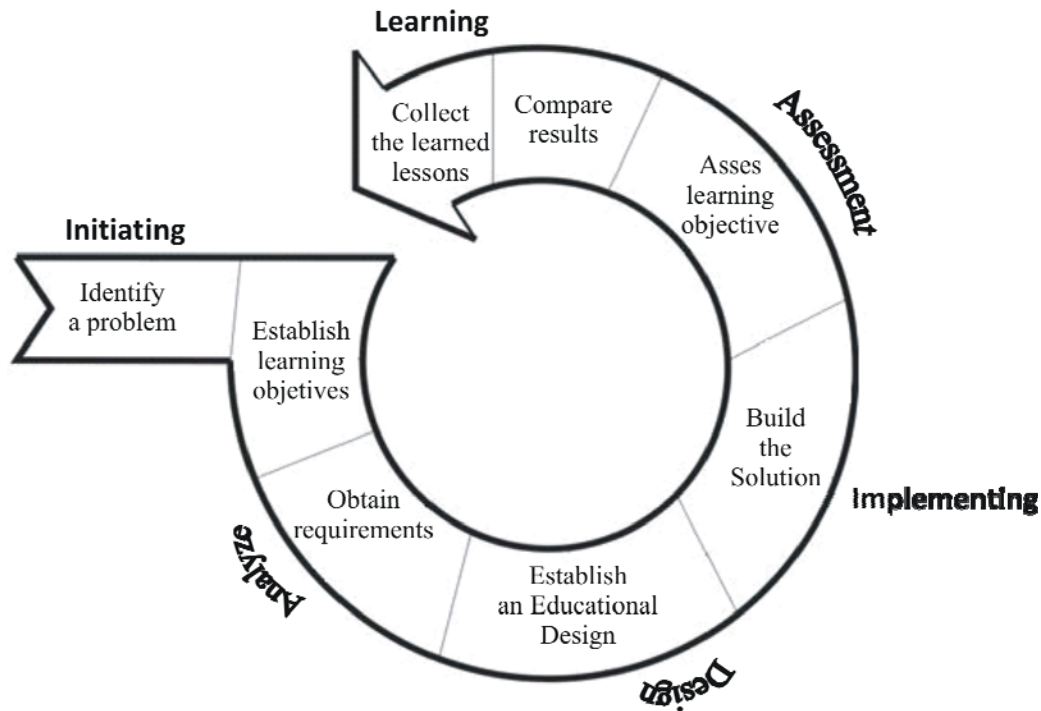 Initiating
Identify
a problem
Establish
learning
objetives
Analyze
Obtain
requirements
Design
Establish
an Educational
Design
Implementing
Build
the
Solution
Assessment
Asses
learning
objective
Learning
Compare
results
Collect
the learned
lessons